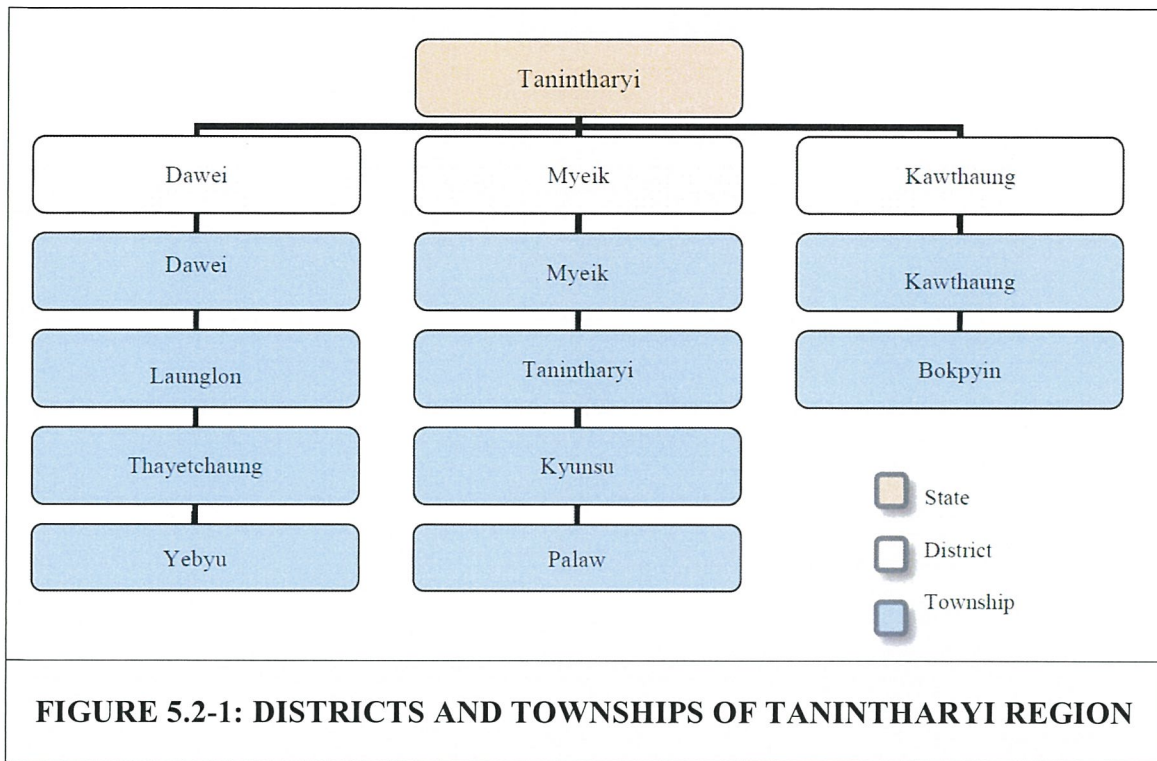 Tanintharyi
Dawei
Myeik
Kawthaung
Dawei
Myeik
Kawthaung
Launglon
Tanintharyi
Bokpyin
Thayetchaung
Kyunsu
Yebyu
Palaw
State
District
Township
FIGURE 5.2-1: DISTRICTS AND TOWNSHIPS OF TANINTHARYI REGION